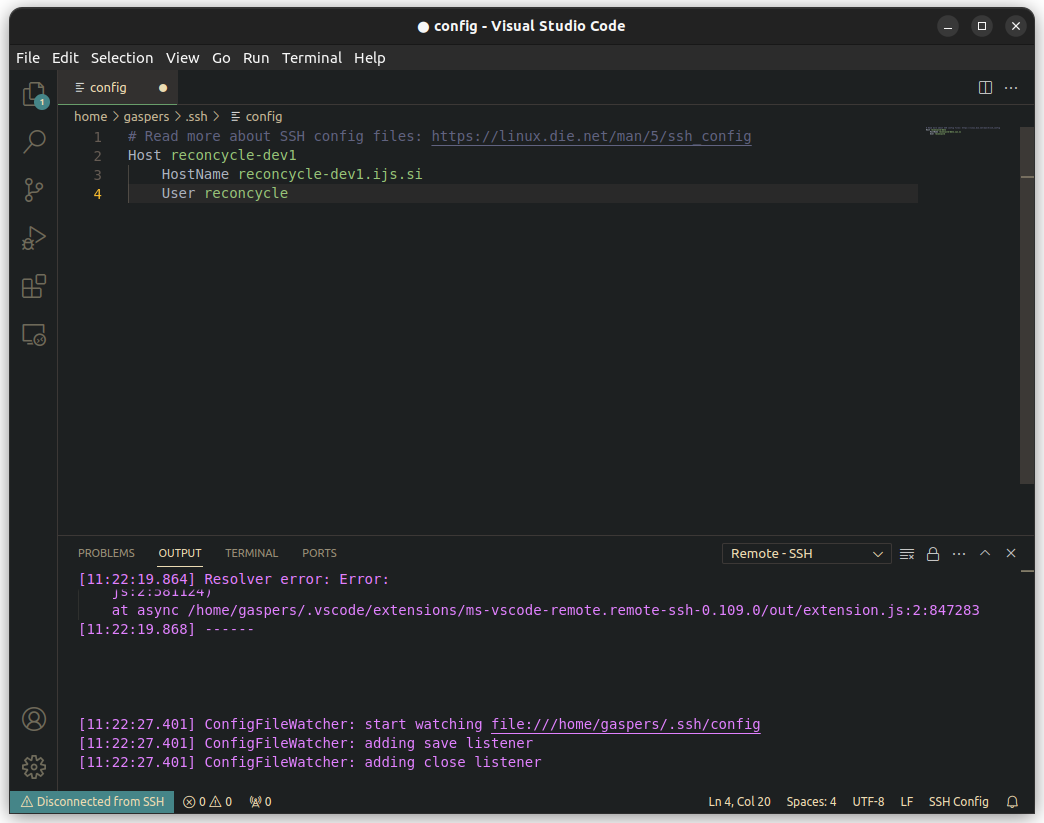 ● config - Visual Studio Code
File Edit Selection View Go Run Terminal Help
config
1
home > gaspers > .ssh > config
1 # Read more about SSH config files: https://linux.die.net/man/5/ssh_config
2 Host reconcycle-dev1
3 HostName reconcycle-dev1.ijs.si
4 User reconcycle
PROBLEMS OUTPUT TERMINAL PORTS Remote - SSH
[11:22:19.864] Resolver error: Error:
js:2:581124)
at async /home/gaspers/.vscode/extensions/ms-vscode-remote.remote-ssh-0.109.0/out/extension.js:2:847283
[11:22:19.868] ------
[11:22:27.401] ConfigFileWatcher: start watching file:///home/gaspers/.ssh/config
[11:22:27.401] ConfigFileWatcher: adding save listener
[11:22:27.401] ConfigFileWatcher: adding close listener
Disconnected from SSH 0 0 0 Ln 4, Col 20 Spaces: 4 UTF-8 LF SSH Config